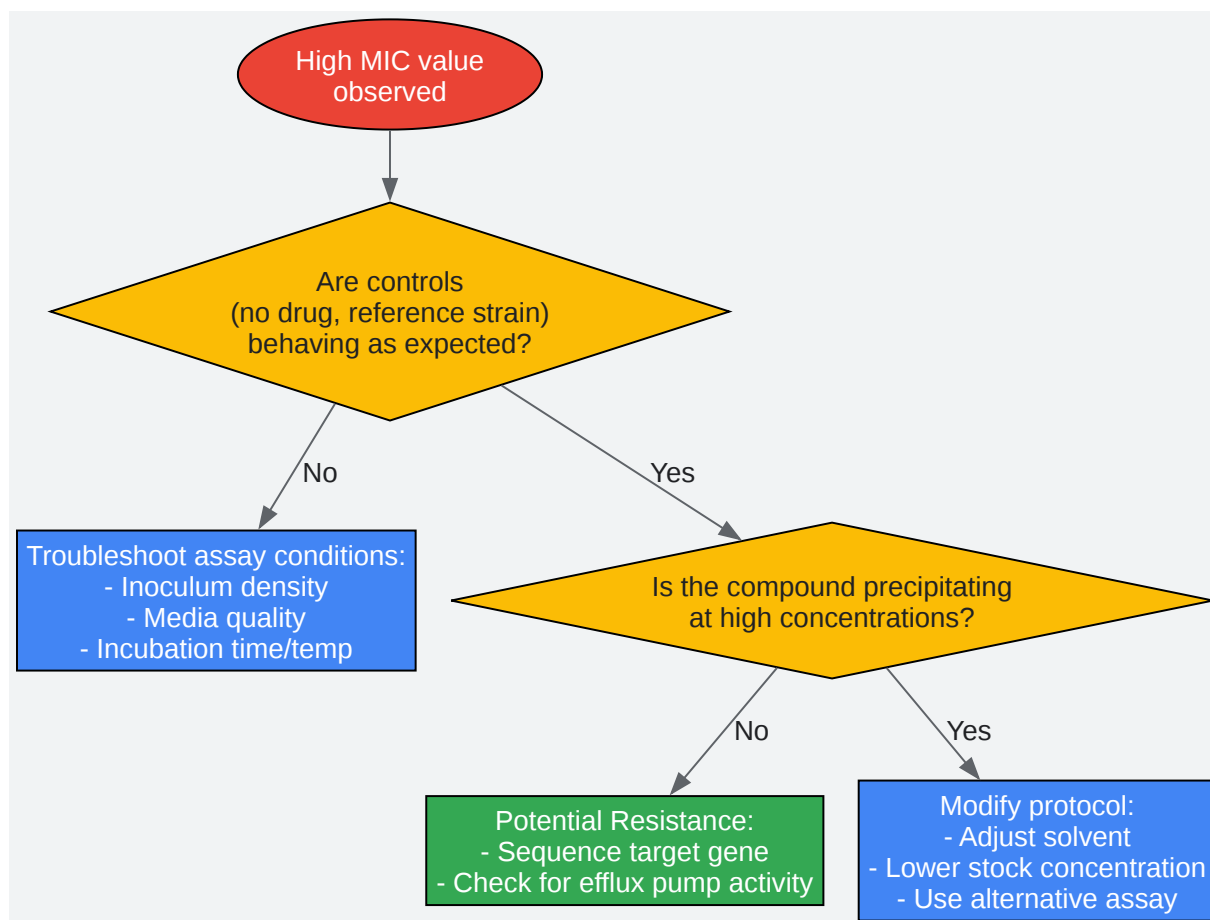 High MIC value
observed
Are controls
(no drug, reference strain)
behaving as expected?
No
Yes
Troubleshoot assay conditions:
- Inoculum density
- Media quality
- Incubation time/temp
Is the compound precipitating
at high concentrations?
No
Yes
Potential Resistance:
- Sequence target gene
- Check for efflux pump activity
Modify protocol:
- Adjust solvent
- Lower stock concentration
- Use alternative assay